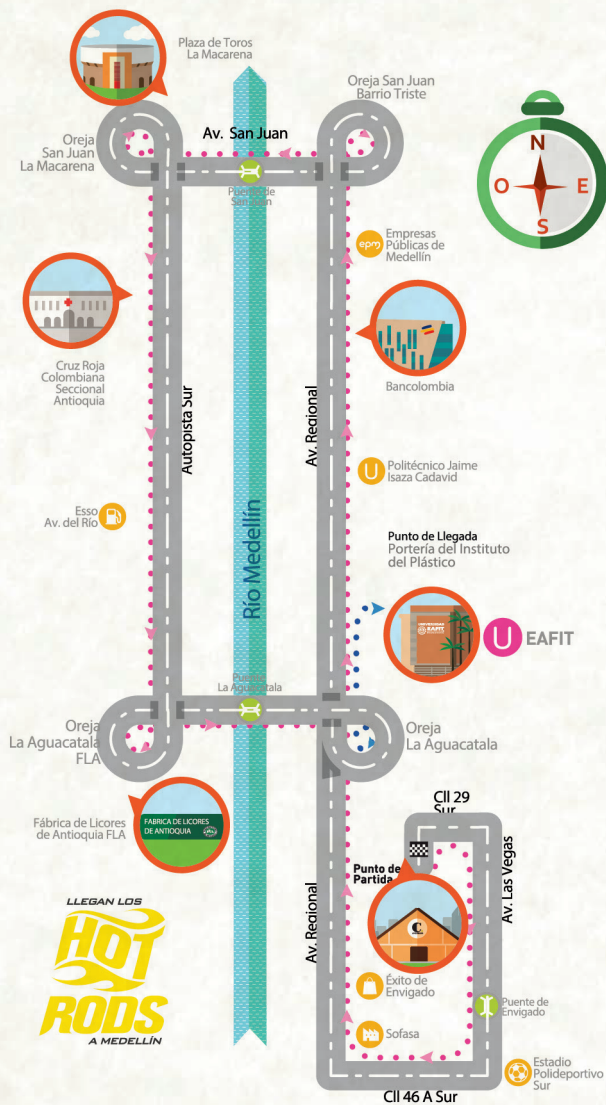 Plaza de Toros
La Macarena
Oreja San Juan
Barrio Triste
Av. San Juan
Oreja
San Juan
La Macarena
Puente de
San Juan
N
O
E
S
epm
Empresas
Públicas de
Medellín
Bancolombia
Cruz Roja
Colombiana
Seccional
Antioquia
Autopista Sur
Av. Regional
U
Politécnico Jaime
Isaza Cadavid
Esso
Av. del Río
Río Medellín
Punto de Llegada
Portería del Instituto
del Plástico
UNIVERSIDAD
EAFIT
U
EAFIT
Puente
La Aguacatala
Oreja
La Aguacatala
FLA
Oreja
La Aguacatala
Fábrica de Licores
de Antioquia FLA
FABRICA DE LICORES
DE ANTIOQUIA
Cll 29
Sur
Punto de
Partida
Av. Las Vegas
Av. Regional
Éxito de
Envigado
Sofasa
Puente de
Envigado
Estadio
Polideportivo
Sur
Cll 46 A Sur
LLEGAN LOS
HOT
RODS
A MEDELLÍN